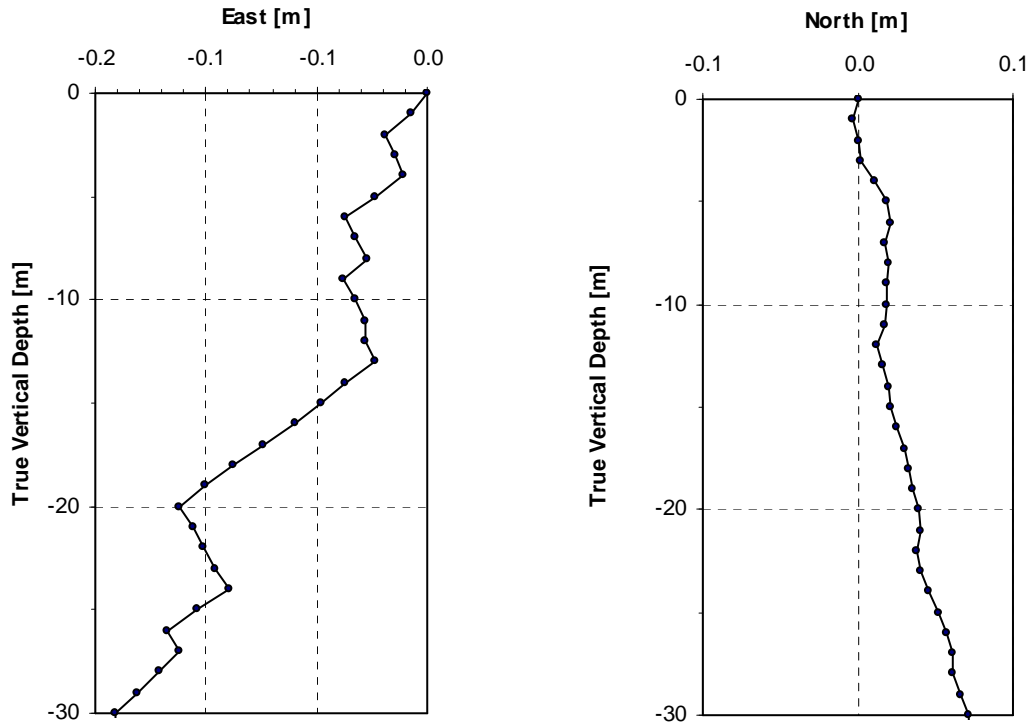 East [m]
-0.2 -0.1 -0.1 0.0
0
-10
-20
-30
True Vertical Depth [m]
North [m]
-0.1 0.0 0.1
0
-10
-20
-30
True Vertical Depth [m]